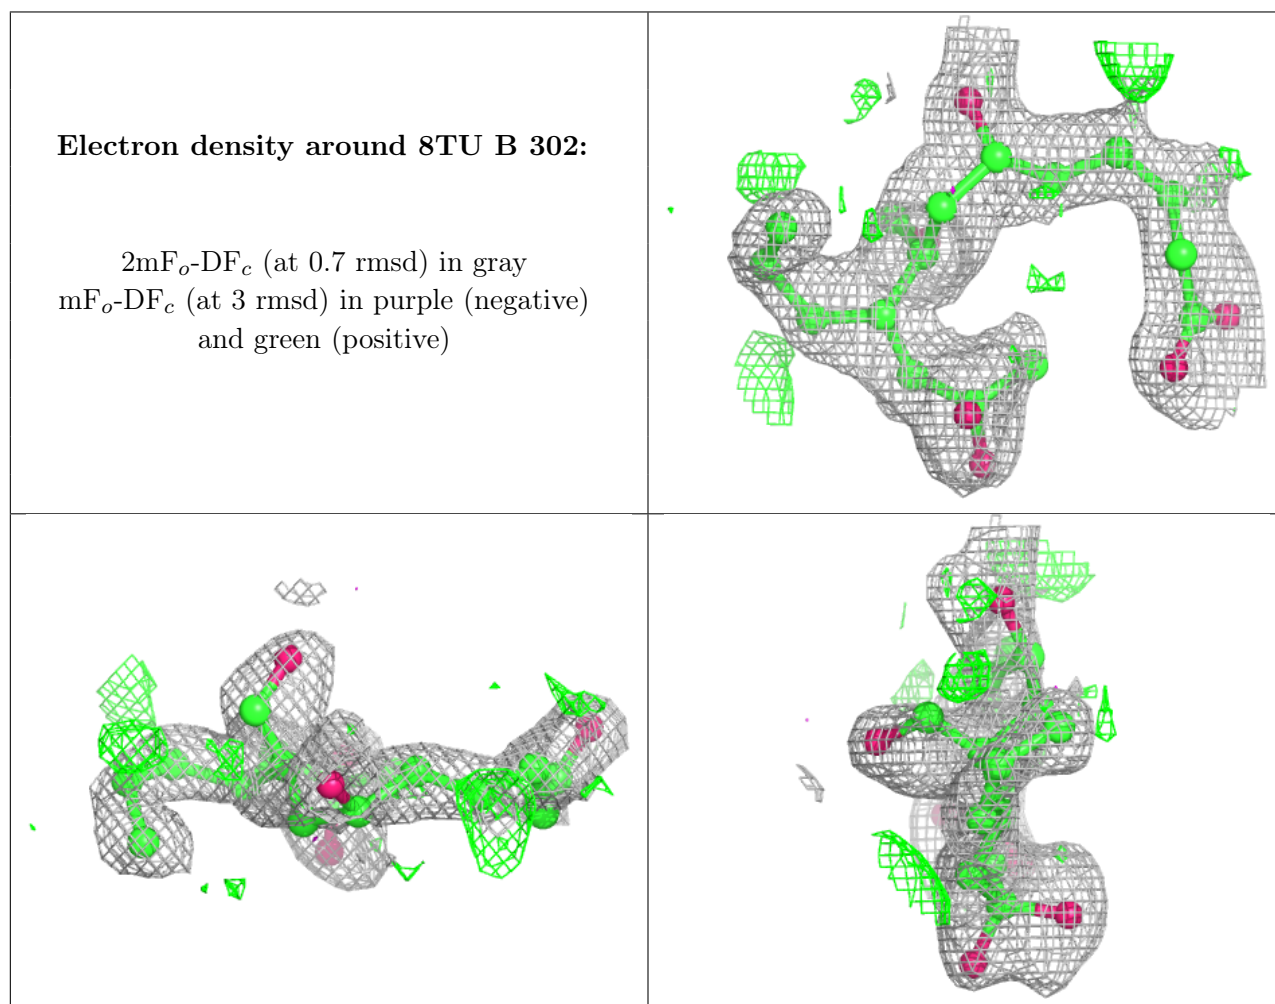 Electron density around 8TU B 302:
2mFo-DFc (at 0.7 rmsd) in gray
mFo-DFc (at 3 rmsd) in purple (negative)
and green (positive)